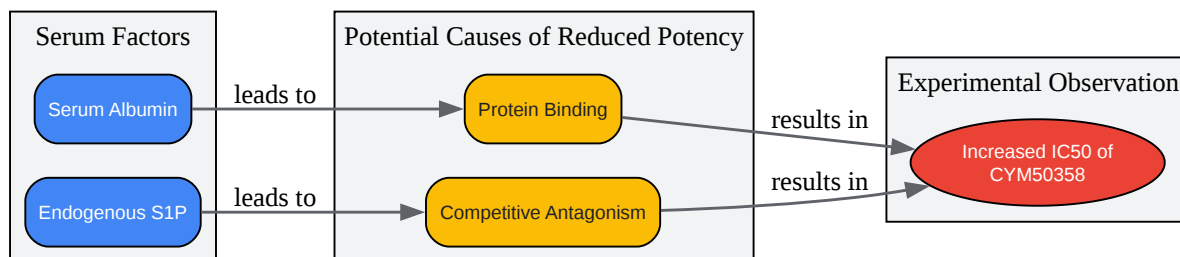 Serum Factors
Serum Albumin
Endogenous S1P
leads to
leads to
Potential Causes of Reduced Potency
Protein Binding
Competitive Antagonism
results in
results in
Experimental Observation
Increased IC50 of
CYM50358